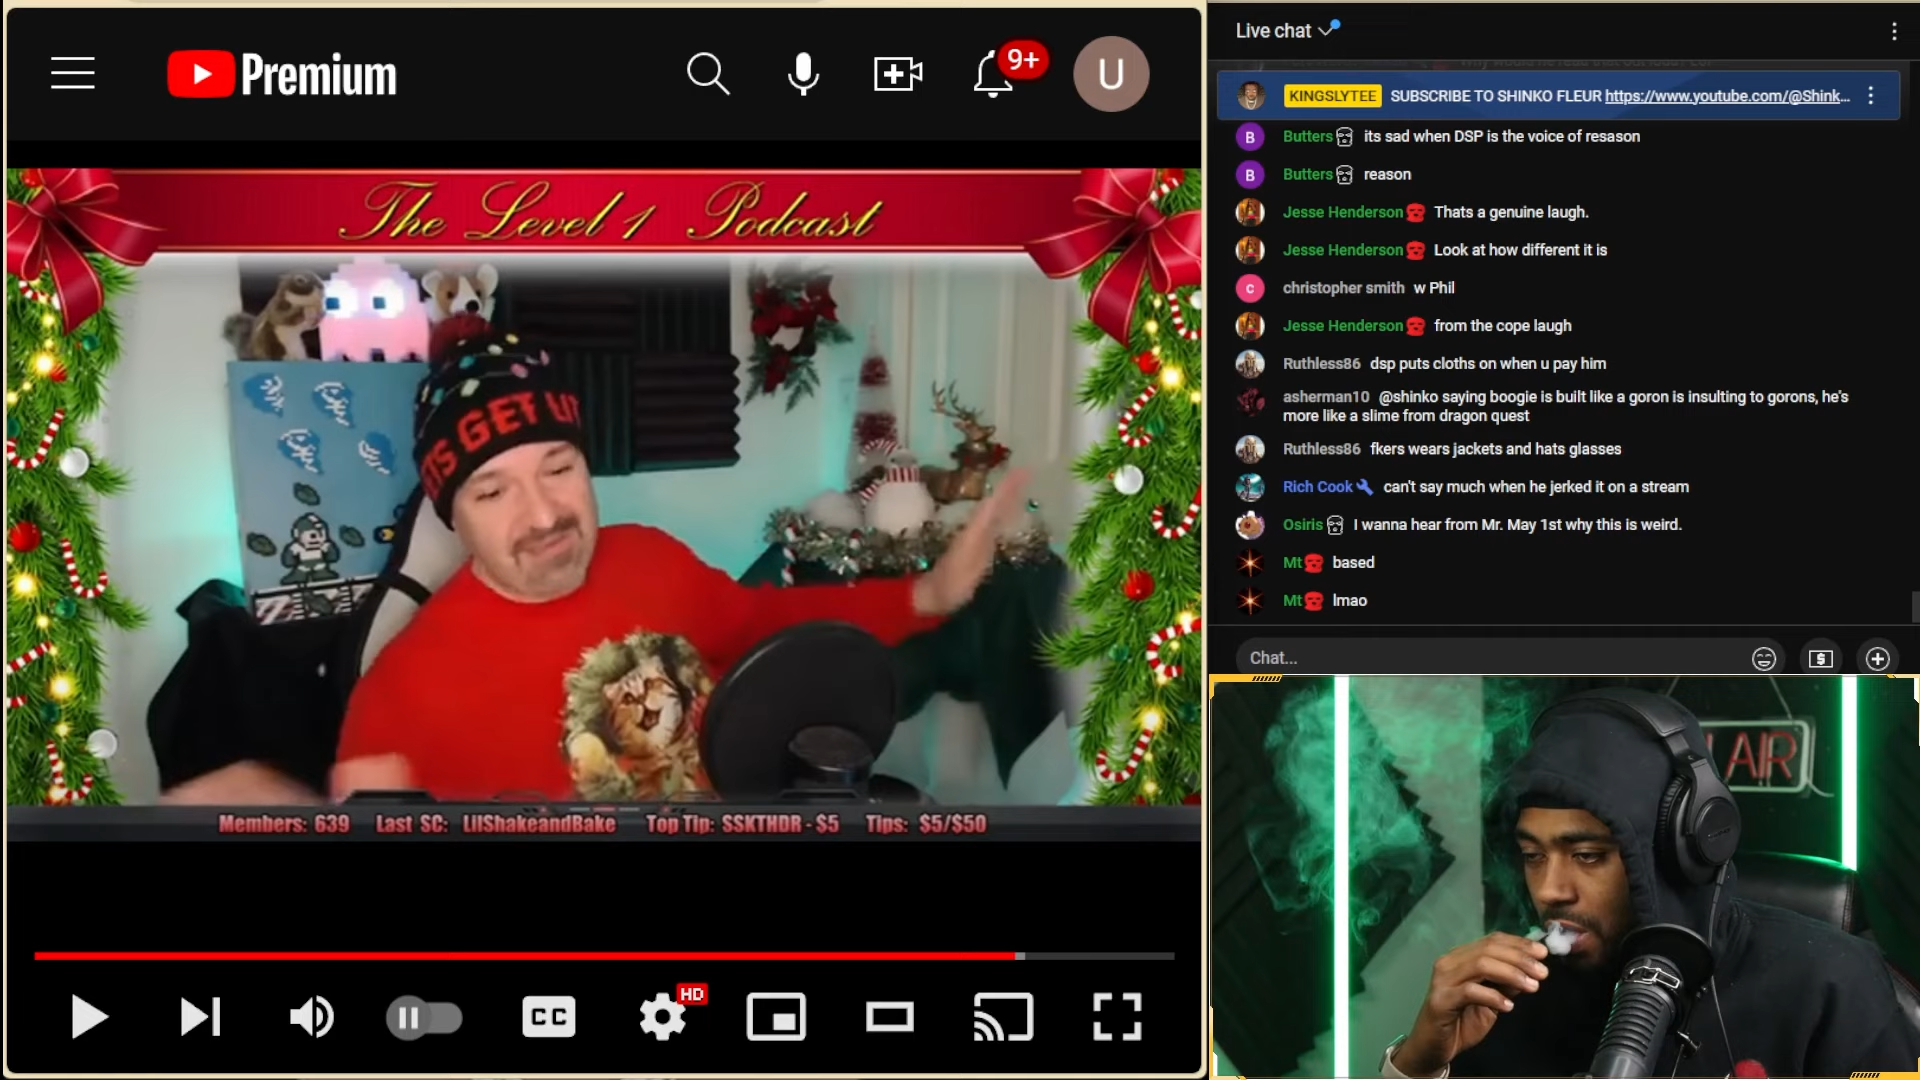 Premium
9+
U
The Level 1 Podcast
LETS GET LIT
Members: 639 Last SC: LilShakeandBake Top Tip: SSKTHDR - $5 Tips: $5/$50
CC
HD
Live chat
KINGSLYTEE SUBSCRIBE TO SHINKO FLEUR https://www.youtube.com/@Shink...
B Butters its sad when DSP is the voice of resason
B Butters reason
Jesse Henderson Thats a genuine laugh.
Jesse Henderson Look at how different it is
c christopher smith w Phil
Jesse Henderson from the cope laugh
Ruthless86 dsp puts cloths on when u pay him
asherman10 @shinko saying boogie is built like a goron is insulting to gorons, he's
more like a slime from dragon quest
Ruthless86 fkers wears jackets and hats glasses
Rich Cook can't say much when he jerked it on a stream
Osiris I wanna hear from Mr. May 1st why this is weird.
Mt based
Mt lmao
Chat...
AIR